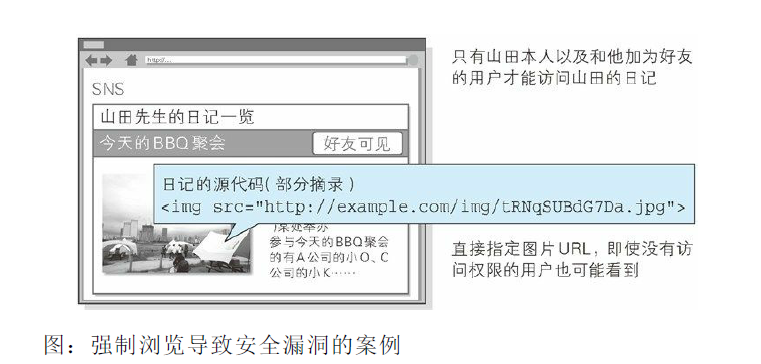 http://...
只有山田本人以及和他加为好友
的用户才能访问山田的日记
SNS
山田先生的日记一览
今天的BBQ聚会
好友可见
日记的源代码(部分摘录)
<img src="http://example.com/img/tRNqSUBdG7Da.jpg">
)某处举办
参与今天的BBQ聚会
的有A公司的小O、C
公司的小K……
直接指定图片URL，即使没有访
问权限的用户也可能看到
图：强制浏览导致安全漏洞的案例